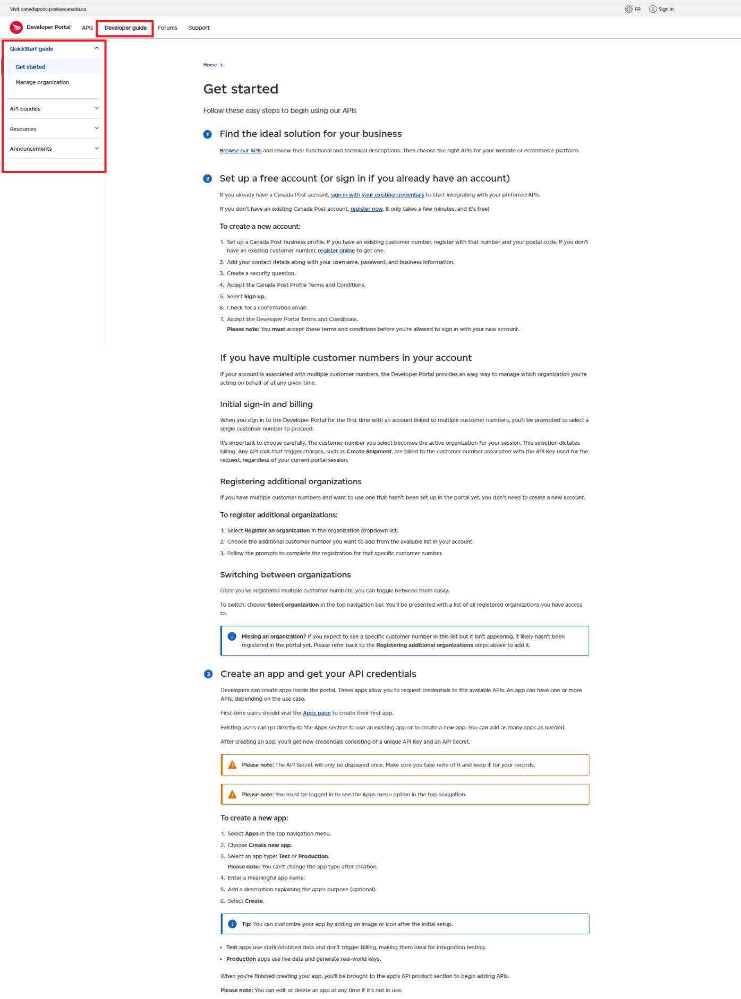 Visit canadapost-postescanada.ca
FR
Sign in
Developer Portal
APIs
Developer guide
Forums
Support
QuickStart guide
Get started
Manage organization
API bundles
Resources
Announcements
Home >
Get started
Follow these easy steps to begin using our APIs
1 Find the ideal solution for your business
Browse our APIs and review their functional and technical descriptions. Then choose the right APIs for your website or ecommerce platform.
2 Set up a free account (or sign in if you already have an account)
If you already have a Canada Post account, sign in with your existing credentials to start integrating with your preferred APIs.
If you don't have an existing Canada Post account, register now. It only takes a few minutes, and it's free!
To create a new account:
1. Set up a Canada Post business profile. If you have an existing customer number, register with that number and your postal code. If you don't
have an existing customer number, register online to get one.
2. Add your contact details along with your username, password, and business information.
3. Create a security question.
4. Accept the Canada Post Profile Terms and Conditions.
5. Select Sign up.
6. Check for a confirmation email.
7. Accept the Developer Portal Terms and Conditions.
Please note: You must accept these terms and conditions before you're allowed to sign in with your new account.
If you have multiple customer numbers in your account
If your account is associated with multiple customer numbers, the Developer Portal provides an easy way to manage which organization you're
acting on behalf of at any given time.
Initial sign-in and billing
When you sign in to the Developer Portal for the first time with an account linked to multiple customer numbers, you'll be prompted to select a
single customer number to proceed.
It's important to choose carefully. The customer number you select becomes the active organization for your session. This selection dictates
billing. Any API calls that trigger charges, such as Create Shipment, are billed to the customer number associated with the API Key used for the
request, regardless of your current portal session.
Registering additional organizations
If you have multiple customer numbers and want to use one that hasn't been set up in the portal yet, you don't need to create a new account.
To register additional organizations:
1. Select Register an organization in the organization dropdown list.
2. Choose the additional customer number you want to add from the available list in your account.
3. Follow the prompts to complete the registration for that specific customer number.
Switching between organizations
Once you've registered multiple customer numbers, you can toggle between them easily.
To switch, choose Select organization in the top navigation bar. You'll be presented with a list of all registered organizations you have access
to.
Missing an organization? If you expect to see a specific customer number in this list but it isn't appearing, it likely hasn't been
registered in the portal yet. Please refer back to the Registering additional organizations steps above to add it.
3 Create an app and get your API credentials
Developers can create apps inside the portal. These apps allow you to request credentials to the available APIs. An app can have one or more
APIs, depending on the use case.
First-time users should visit the Apps page to create their first app.
Existing users can go directly to the Apps section to use an existing app or to create a new app. You can add as many apps as needed.
After creating an app, you'll get new credentials consisting of a unique API Key and an API Secret.
Please note: The API Secret will only be displayed once. Make sure you take note of it and keep it for your records.
Please note: You must be logged in to see the Apps menu option in the top navigation.
To create a new app:
1. Select Apps in the top navigation menu.
2. Choose Create new app.
3. Select an app type: Test or Production.
Please note: You can't change the app type after creation.
4. Enter a meaningful app name.
5. Add a description explaining the app's purpose (optional).
6. Select Create.
Tip: You can customize your app by adding an image or icon after the initial setup.
• Test apps use static/stubbed data and don't trigger billing, making them ideal for integration testing.
• Production apps use live data and generate real-world keys.
When you're finished creating your app, you'll be brought to the app's API product section to begin adding APIs.
Please note: You can edit or delete an app at any time if it's not in use.